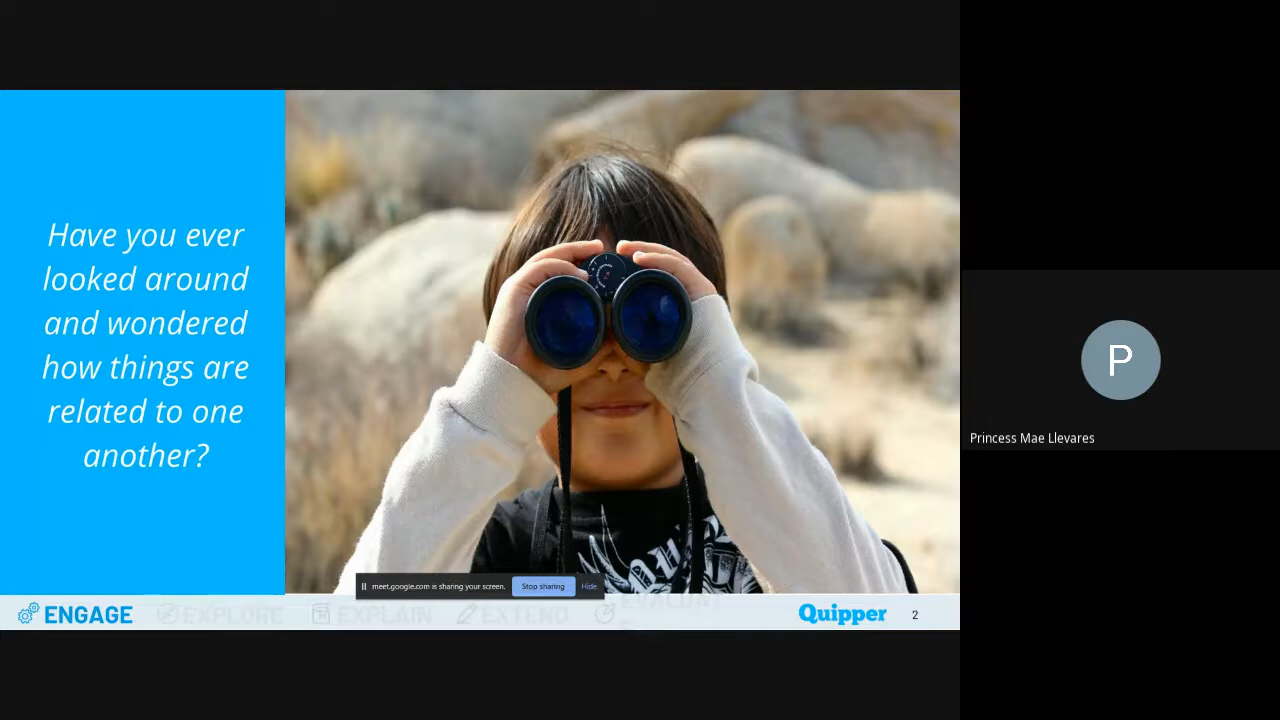 Have you ever
looked around
and wondered
how things are
related to one
another?
meet.google.com is sharing your screen.
Stop sharing
Hide
ENGAGE
EXPLORE
EXPLAIN
EXTEND
Quipper
2
P
Princess Mae Llevares